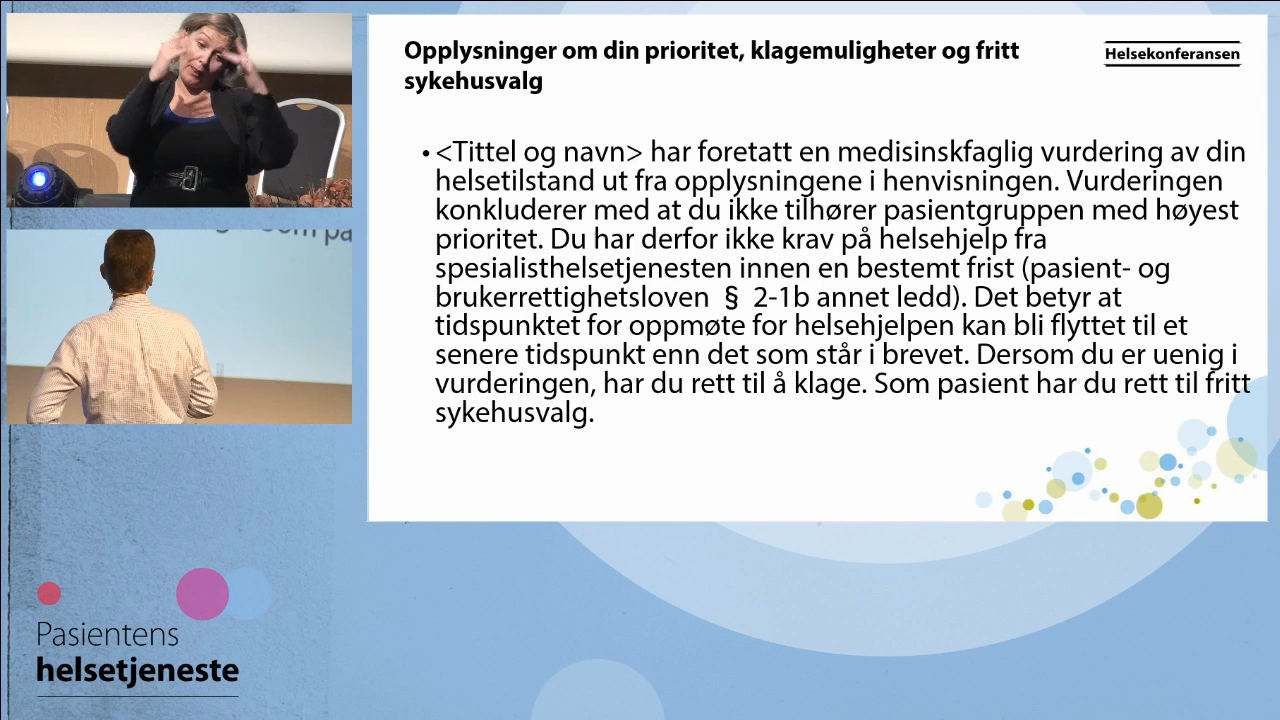 Opplysninger om din prioritet, klagemuligheter og fritt
sykehusvalg
Helsekonferansen
• <Tittel og navn> har foretatt en medisinskfaglig vurdering av din
helsetilstand ut fra opplysningene i henvisningen. Vurderingen
konkluderer med at du ikke tilhører pasientgruppen med høyest
prioritet. Du har derfor ikke krav på helsehjelp fra
spesialisthelsetjenesten innen en bestemt frist (pasient- og
brukerrettighetsloven § 2-1b annet ledd). Det betyr at
tidspunktet for oppmøte for helsehjelpen kan bli flyttet til et
senere tidspunkt enn det som står i brevet. Dersom du er uenig i
vurderingen, har du rett til å klage. Som pasient har du rett til fritt
sykehusvalg.
Pasientens
helsetjeneste